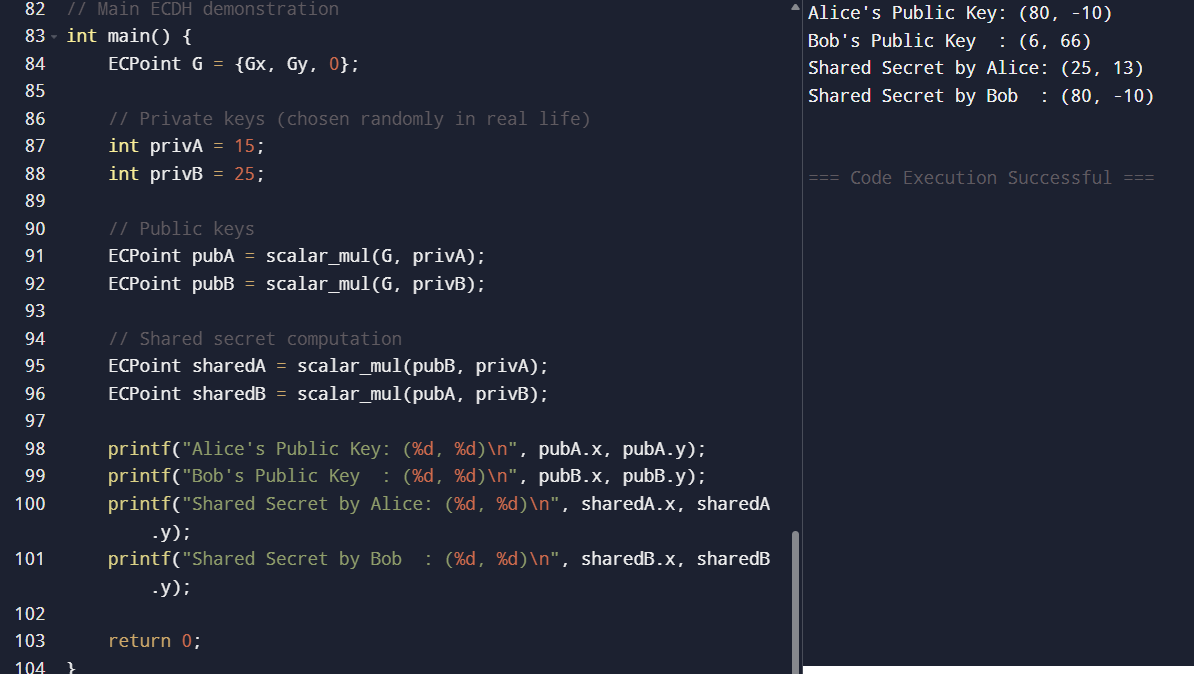 82 // Main ECDH demonstration
83 int main() {
84     ECPoint G = {Gx, Gy, 0};
85
86     // Private keys (chosen randomly in real life)
87     int privA = 15;
88     int privB = 25;
89
90     // Public keys
91     ECPoint pubA = scalar_mul(G, privA);
92     ECPoint pubB = scalar_mul(G, privB);
93
94     // Shared secret computation
95     ECPoint sharedA = scalar_mul(pubB, privA);
96     ECPoint sharedB = scalar_mul(pubA, privB);
97
98     printf("Alice's Public Key: (%d, %d)\n", pubA.x, pubA.y);
99     printf("Bob's Public Key  : (%d, %d)\n", pubB.x, pubB.y);
100     printf("Shared Secret by Alice: (%d, %d)\n", sharedA.x, sharedA
.y);
101     printf("Shared Secret by Bob  : (%d, %d)\n", sharedB.x, sharedB
.y);
102
103     return 0;
104 }
Alice's Public Key: (80, -10)
Bob's Public Key  : (6, 66)
Shared Secret by Alice: (25, 13)
Shared Secret by Bob  : (80, -10)
=== Code Execution Successful ===